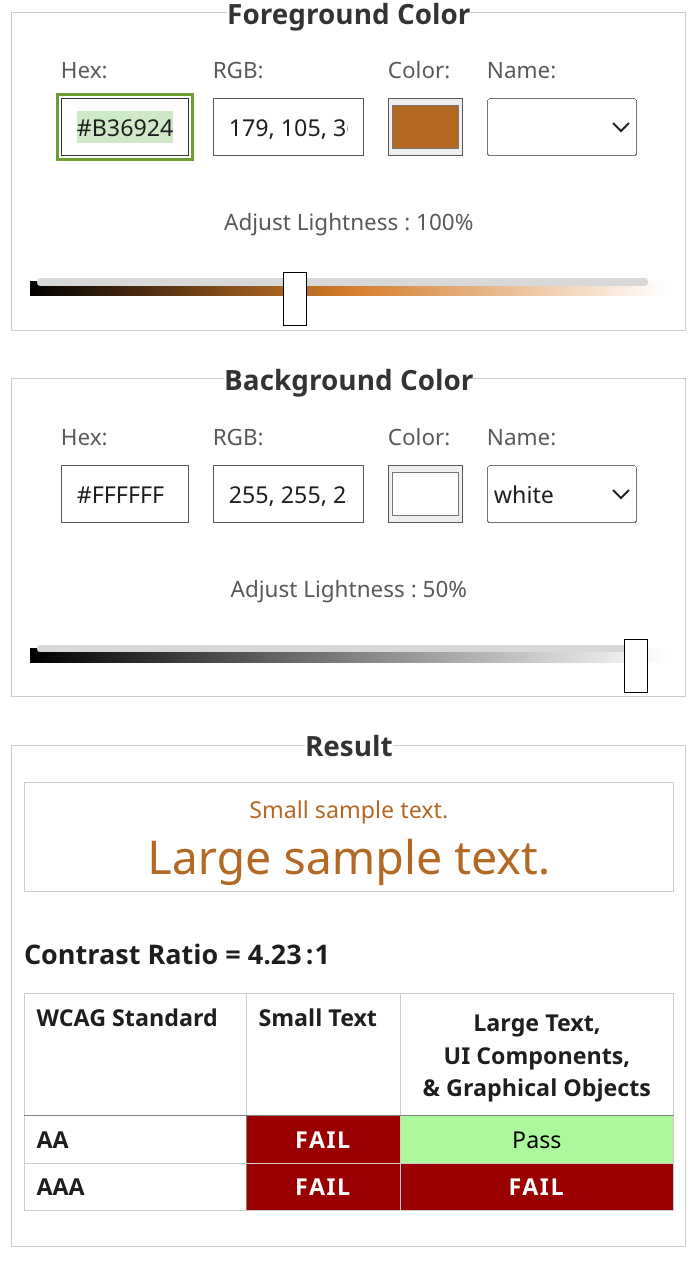 Foreground Color
Hex: RGB: Color: Name:
#B36924 179, 105, 3
Adjust Lightness : 100%
Background Color
Hex: RGB: Color: Name:
#FFFFFF 255, 255, 2 white
Adjust Lightness : 50%
Result
Small sample text.
Large sample text.
Contrast Ratio = 4.23:1
WCAG Standard Small Text Large Text,
UI Components,
& Graphical Objects
AA FAIL Pass
AAA FAIL FAIL